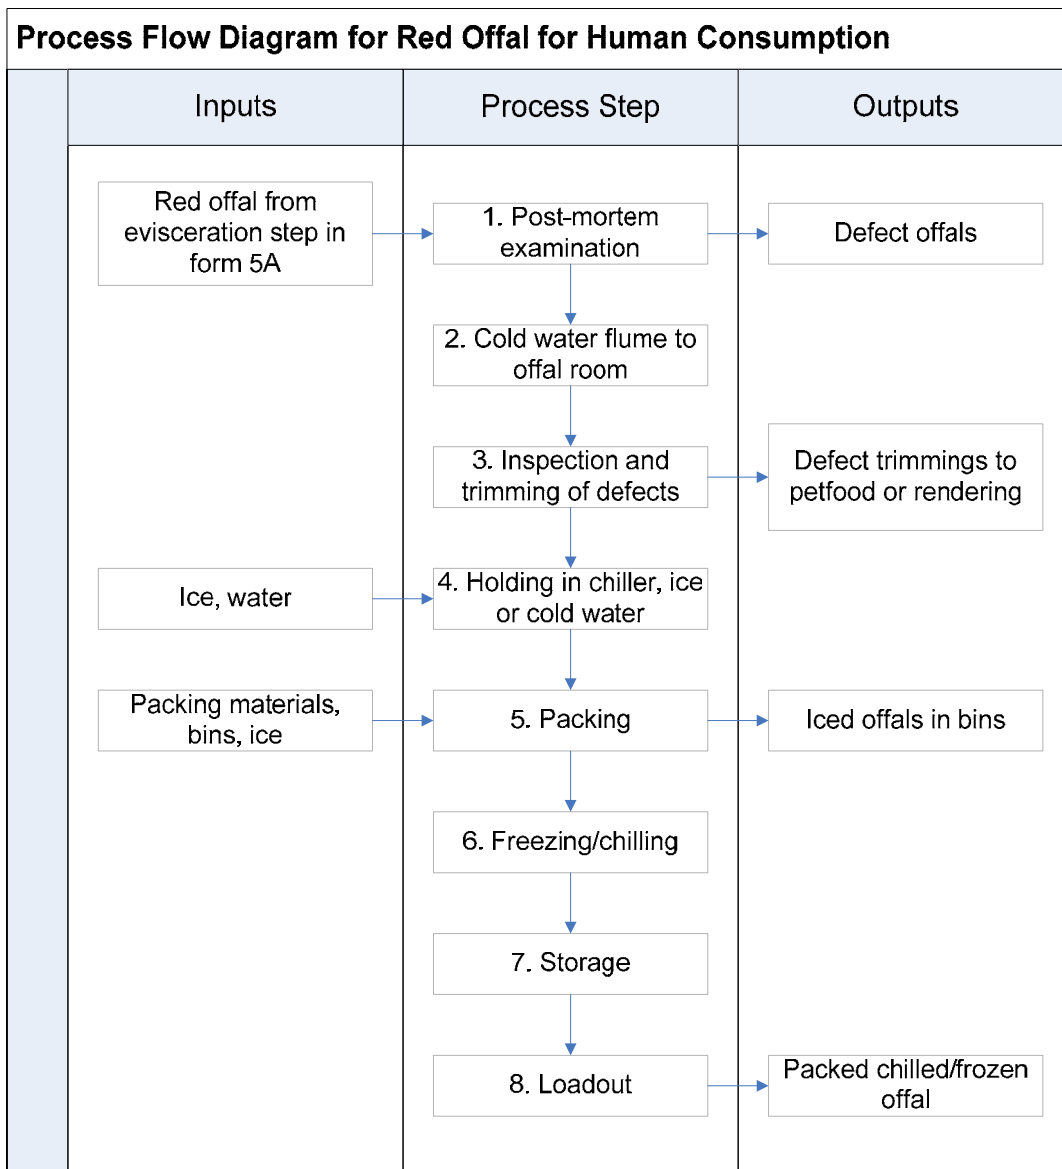 Process Flow Diagram for Red Offal for Human Consumption
Inputs
Process Step
Outputs
Red offal from
evisceration step in
form 5A
1. Post-mortem
examination
Defect offals
2. Cold water flume to
offal room
3. Inspection and
trimming of defects
Defect trimmings to
petfood or rendering
Ice, water
4. Holding in chiller, ice
or cold water
Packing materials,
bins, ice
5. Packing
Iced offals in bins
6. Freezing/chilling
7. Storage
8. Loadout
Packed chilled/frozen
offal